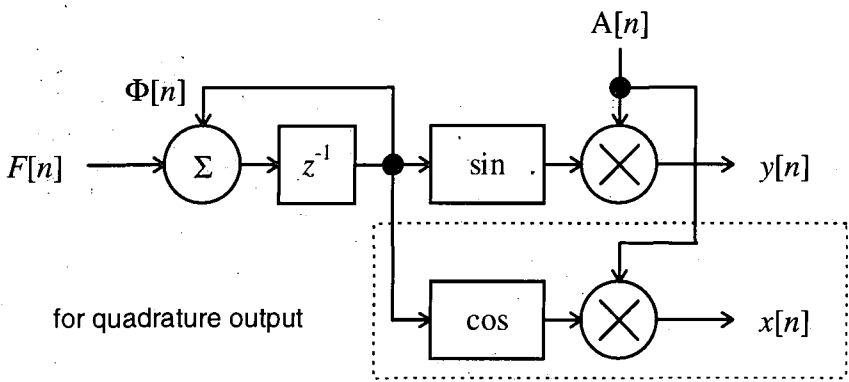 A[n]
Φ[n]
F[n]
Σ
z⁻¹
sin
y[n]
for quadrature output
cos
x[n]